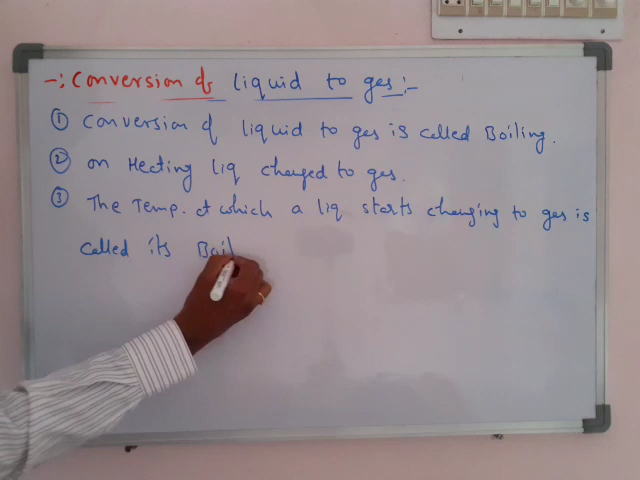 -: Conversion of liquid to gas :-
① Conversion of liquid to gas is called Boiling.
② on Heating liq changed to gas.
③ The Temp. at which a liq starts changing to gas is
called its Boil